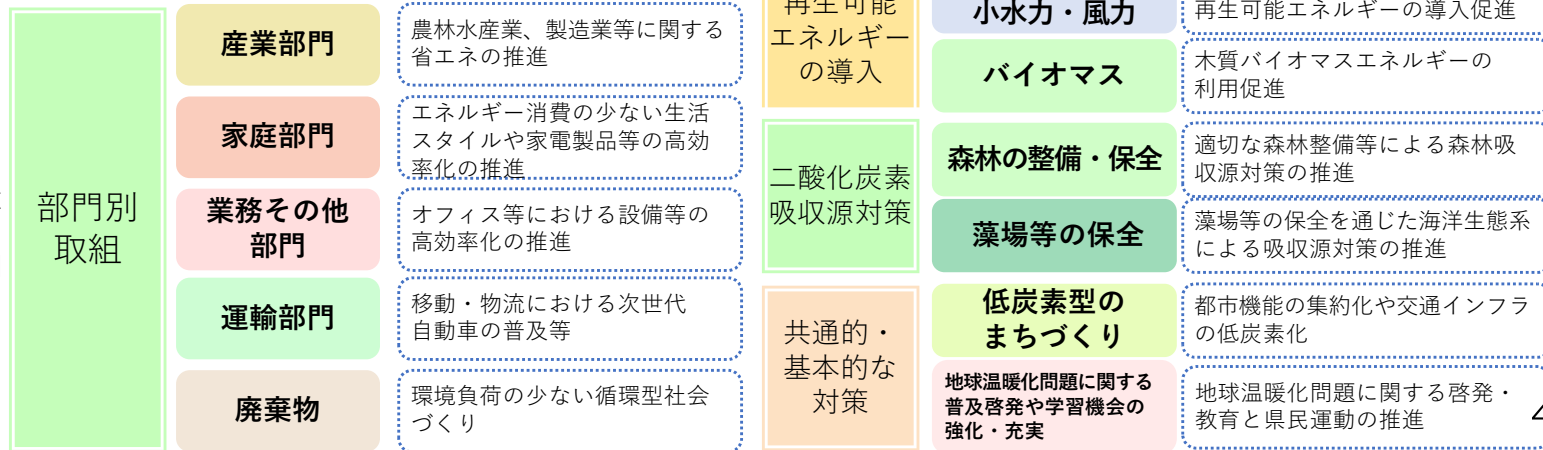 部門別
取組
産業部門
農林水産業、製造業等に関する
省エネの推進
家庭部門
エネルギー消費の少ない生活
スタイルや家電製品等の高効
率化の推進
業務その他
部門
オフィス等における設備等の
高効率化の推進
運輸部門
移動・物流における次世代
自動車の普及等
廃棄物
環境負荷の少ない循環型社会
づくり
再生可能
エネルギー
の導入
小水力・風力
再生可能エネルギーの導入促進
バイオマス
木質バイオマスエネルギーの
利用促進
二酸化炭素
吸収源対策
森林の整備・保全
適切な森林整備等による森林吸
収源対策の推進
藻場等の保全
藻場等の保全を通じた海洋生態系
による吸収源対策の推進
共通的・
基本的な
対策
低炭素型の
まちづくり
都市機能の集約化や交通インフラ
の低炭素化
地球温暖化問題に関する
普及啓発や学習機会の
強化・充実
地球温暖化問題に関する啓発・
教育と県民運動の推進